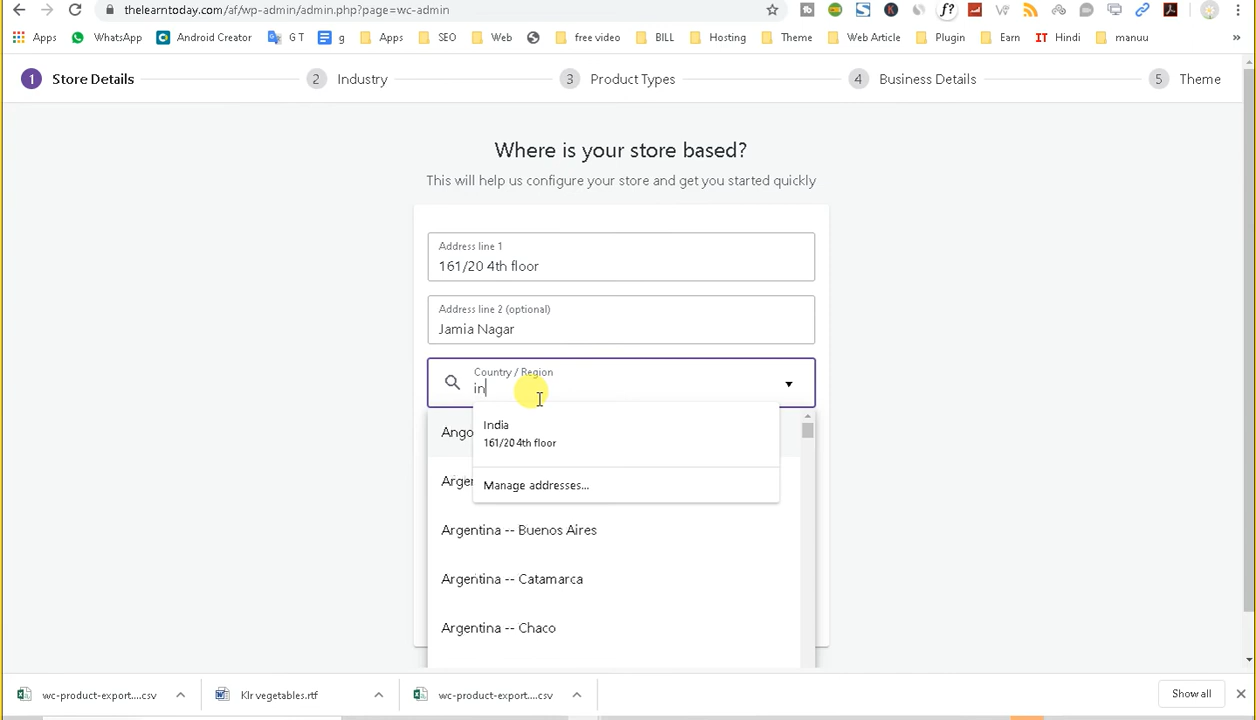 thelearntoday.com/af/wp-admin/admin.php?page=wc-admin
Apps WhatsApp Android Creator G T g Apps SEO Web free video BILL Hosting Theme Web Article Plugin Earn IT Hindi manuu »
1 Store Details 2 Industry 3 Product Types 4 Business Details 5 Theme
Where is your store based?
This will help us configure your store and get you started quickly
Address line 1
161/20 4th floor
Address line 2 (optional)
Jamia Nagar
Country / Region
in
India
161/20 4th floor
Manage addresses...
Ango
Argen
Argentina -- Buenos Aires
Argentina -- Catamarca
Argentina -- Chaco
wc-product-export....csv Klr vegetables.rtf wc-product-export....csv Show all